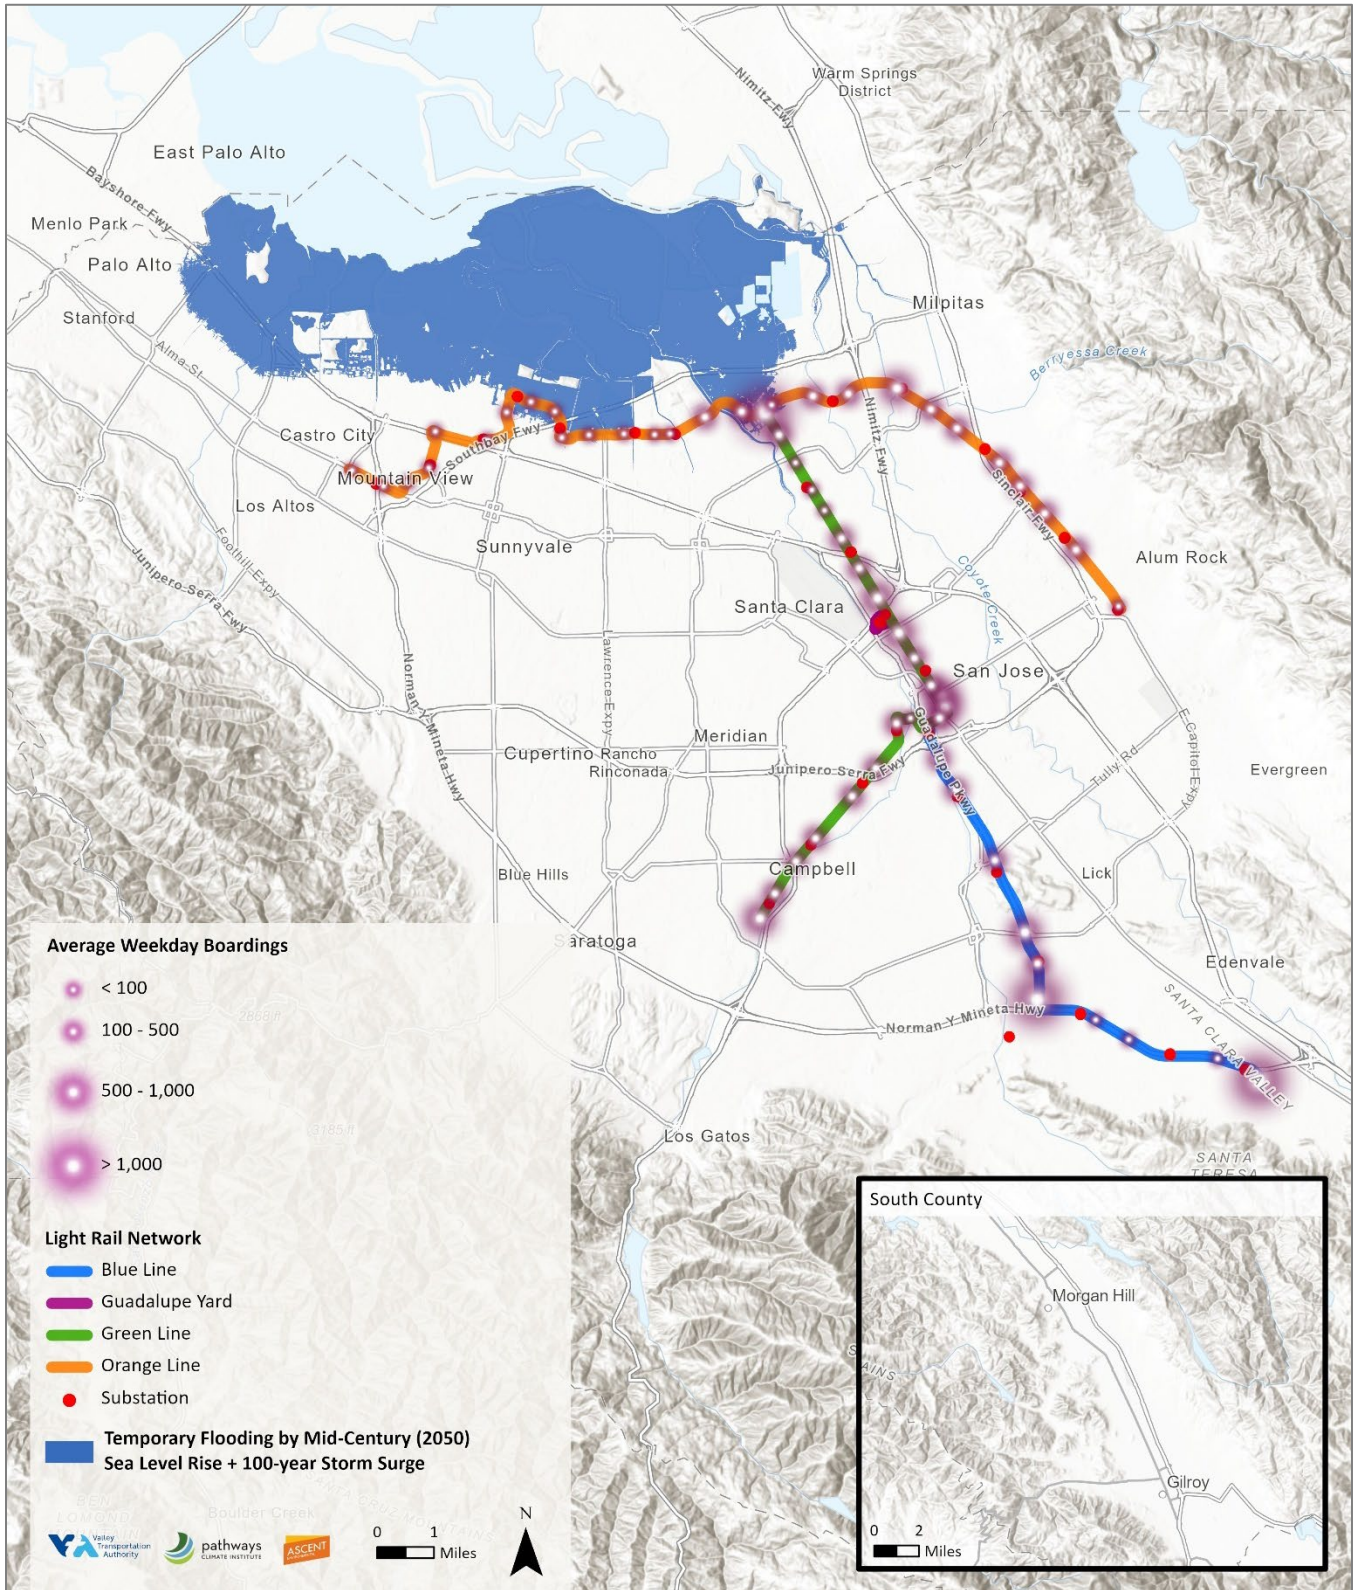 Warm Springs
District
Nimitz Fwy
East Palo Alto
Bayshore Fwy
Menlo Park
Palo Alto
Stanford
Alma St
Milpitas
Berryessa Creek
Nimitz Fwy
Castro City
Southbay Fwy
Mountain View
Los Altos
Sinclair Fwy
Foothill Expy
Sunnyvale
Alum Rock
Junipero Serra Fwy
Coyote Creek
Santa Clara
San Jose
Lawrence Expy
Norman Y Mineta Hwy
Guadalupe Pkwy
Meridian
Cupertino
Rancho
Rinconada
Junipero Serra Fwy
Tully Rd
E Capitol Expy
Evergreen
Campbell
Blue Hills
Lick
Saratoga
Edenvale
Norman Y Mineta Hwy
SANTA CLARA VALLEY
Los Gatos
SANTA
TERESA
Average Weekday Boardings
< 100
100 - 500
500 - 1,000
> 1,000
2185 ft
Light Rail Network
Blue Line
Guadalupe Yard
Green Line
Orange Line
Substation
Temporary Flooding by Mid-Century (2050)
Sea Level Rise + 100-year Storm Surge
Boulder Creek
Valley
Transportation
Authority
pathways
CLIMATE INSTITUTE
ASCENT
0 1
Miles
N
South County
Morgan Hill
AINS
Gilroy
0 2
Miles